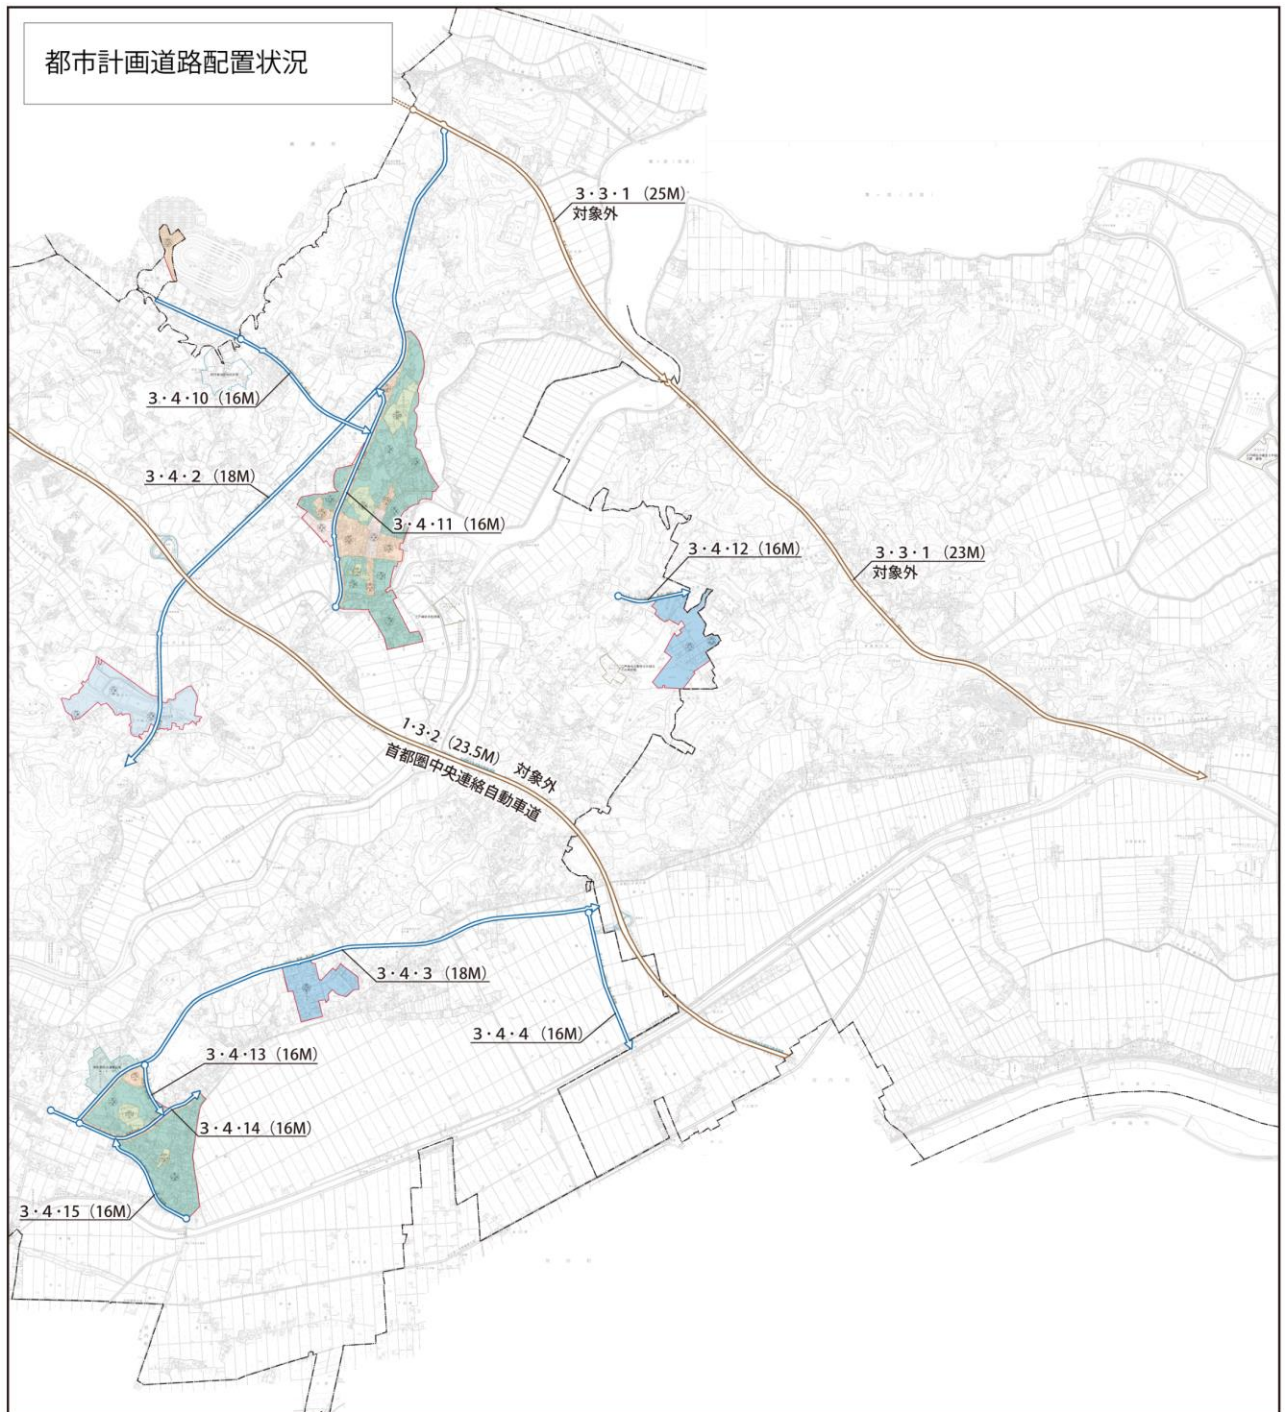 都市計画道路配置状況
3・3・1 (25M)
対象外
3・4・10 (16M)
3・4・2 (18M)
3・4・11 (16M)
3・4・12 (16M)
3・3・1 (23M)
対象外
1・3・2 (23.5M) 対象外
首都圏中央連絡自動車道
3・4・3 (18M)
3・4・4 (16M)
3・4・13 (16M)
3・4・14 (16M)
3・4・15 (16M)